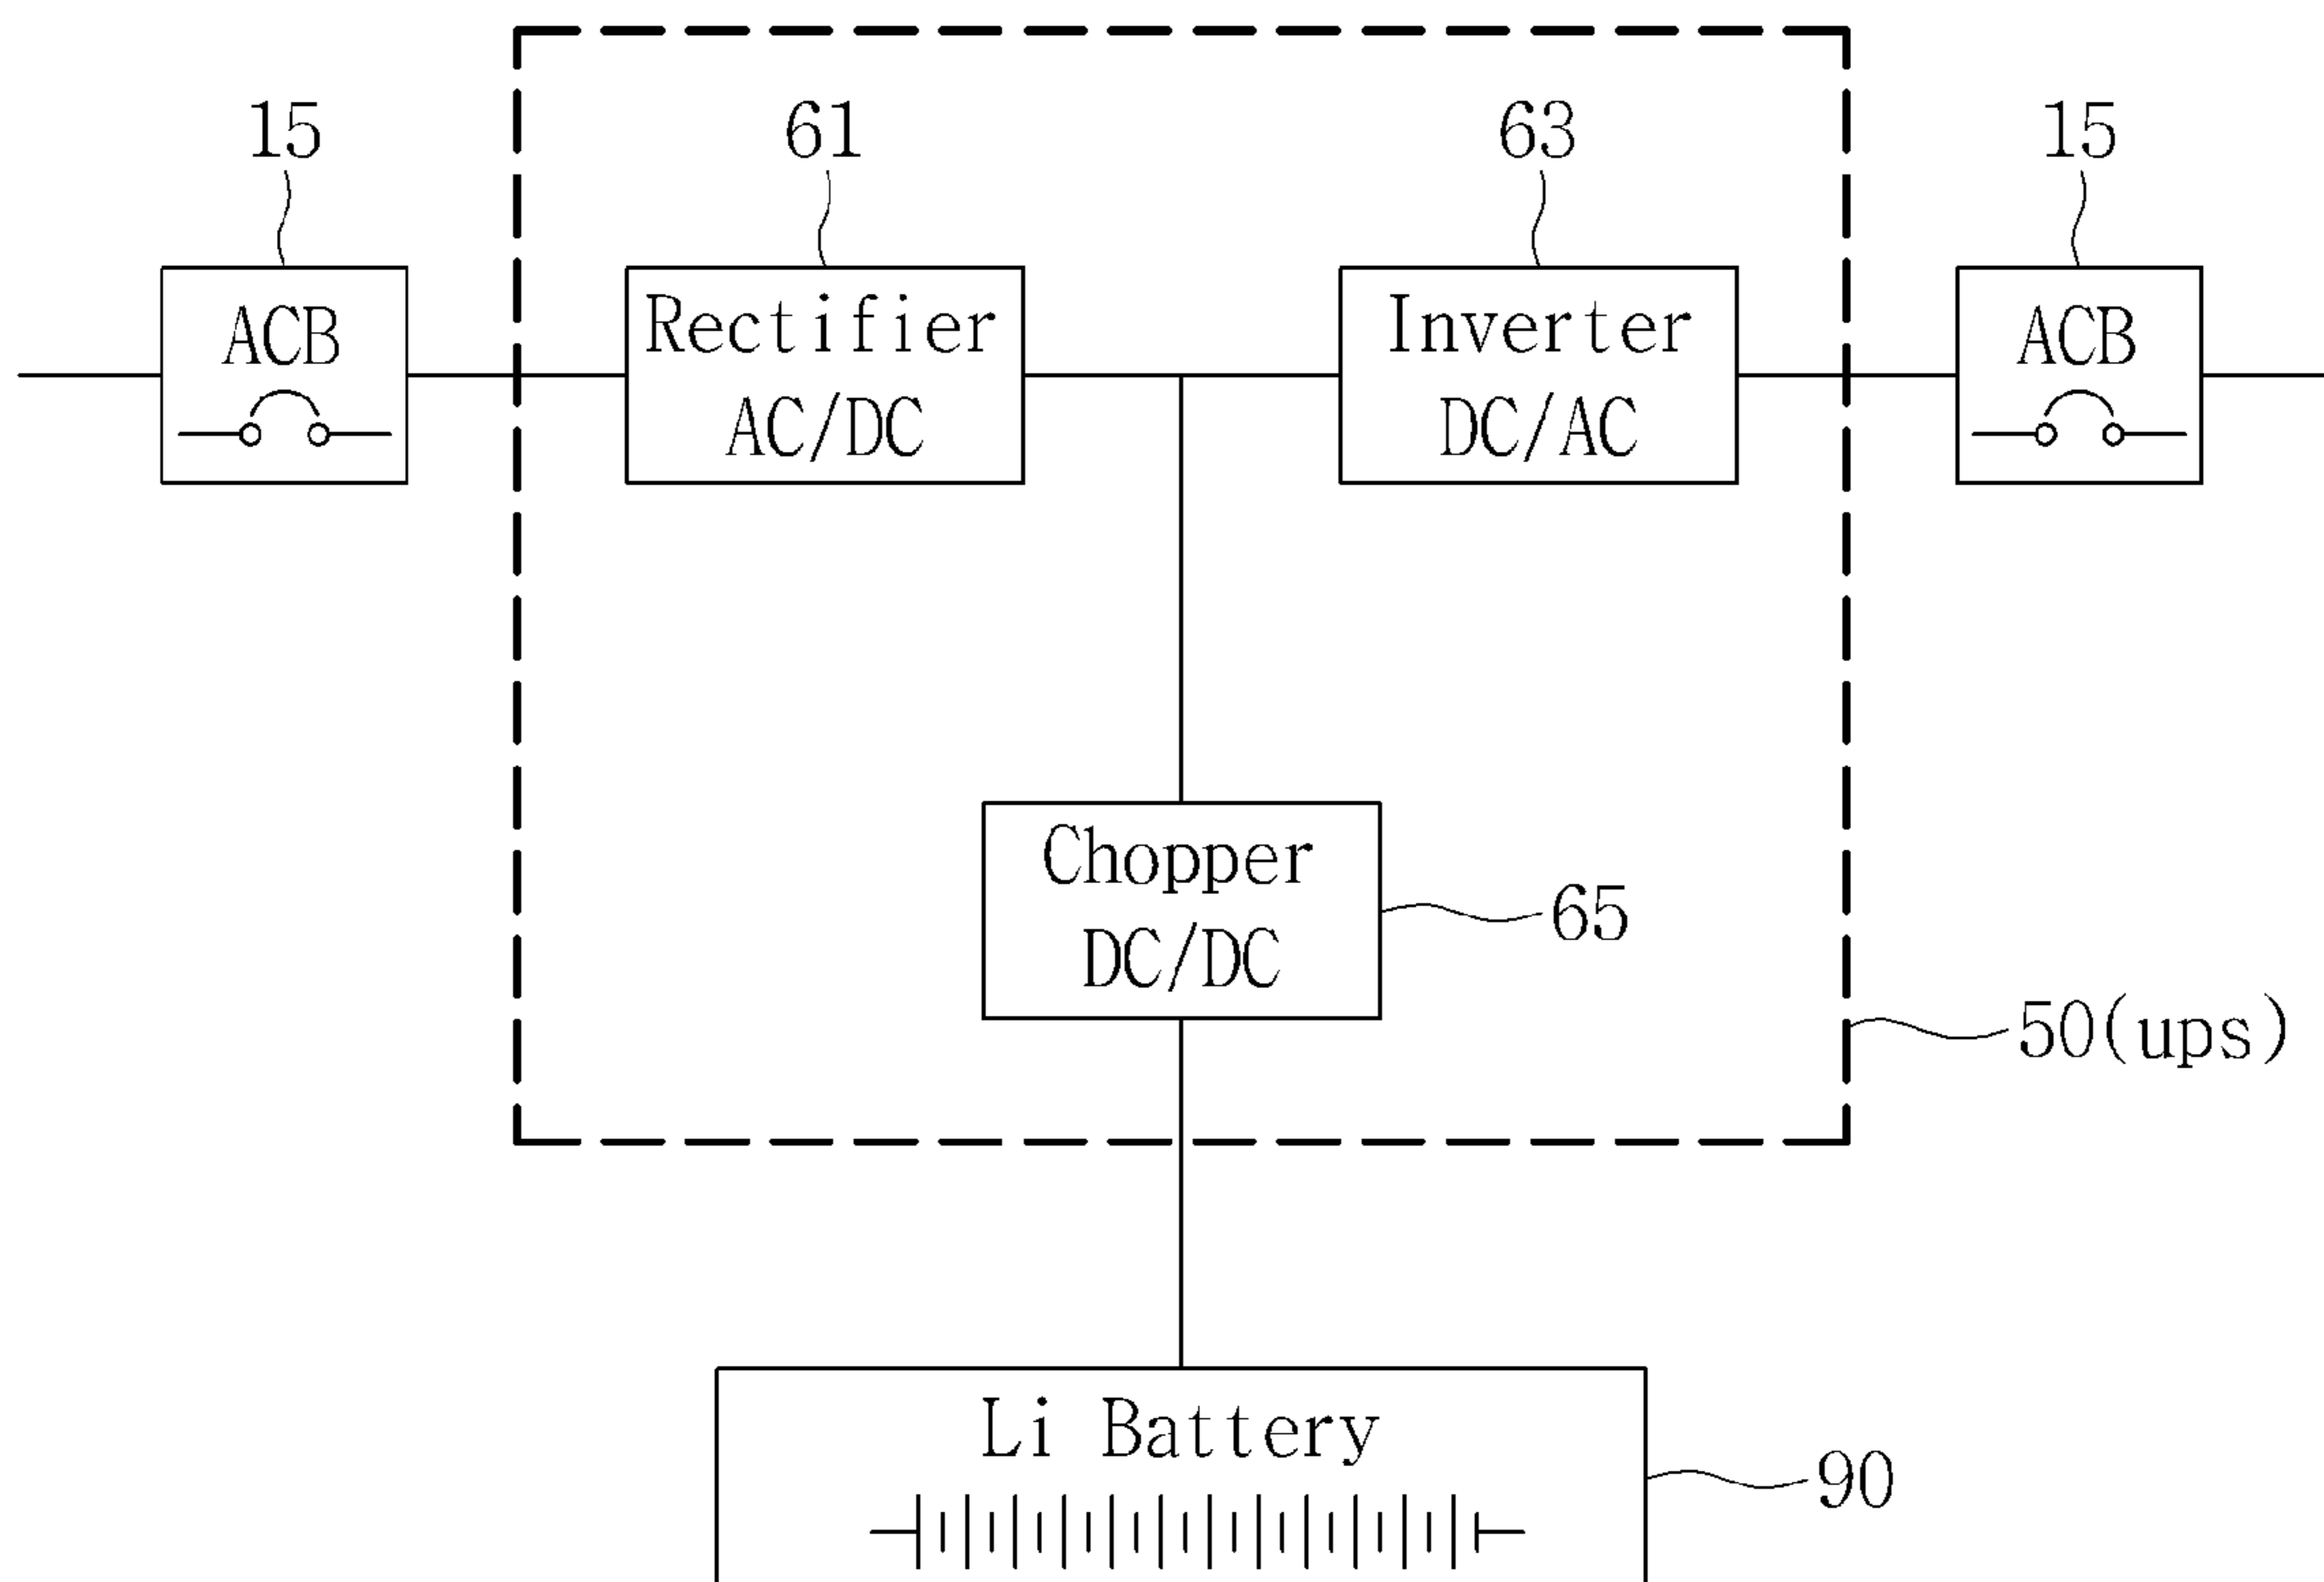 15
61
63
15
ACB
Rectifier
AC/DC
Inverter
DC/AC
ACB
Chopper
DC/DC
65
50(ups)
Li Battery
90